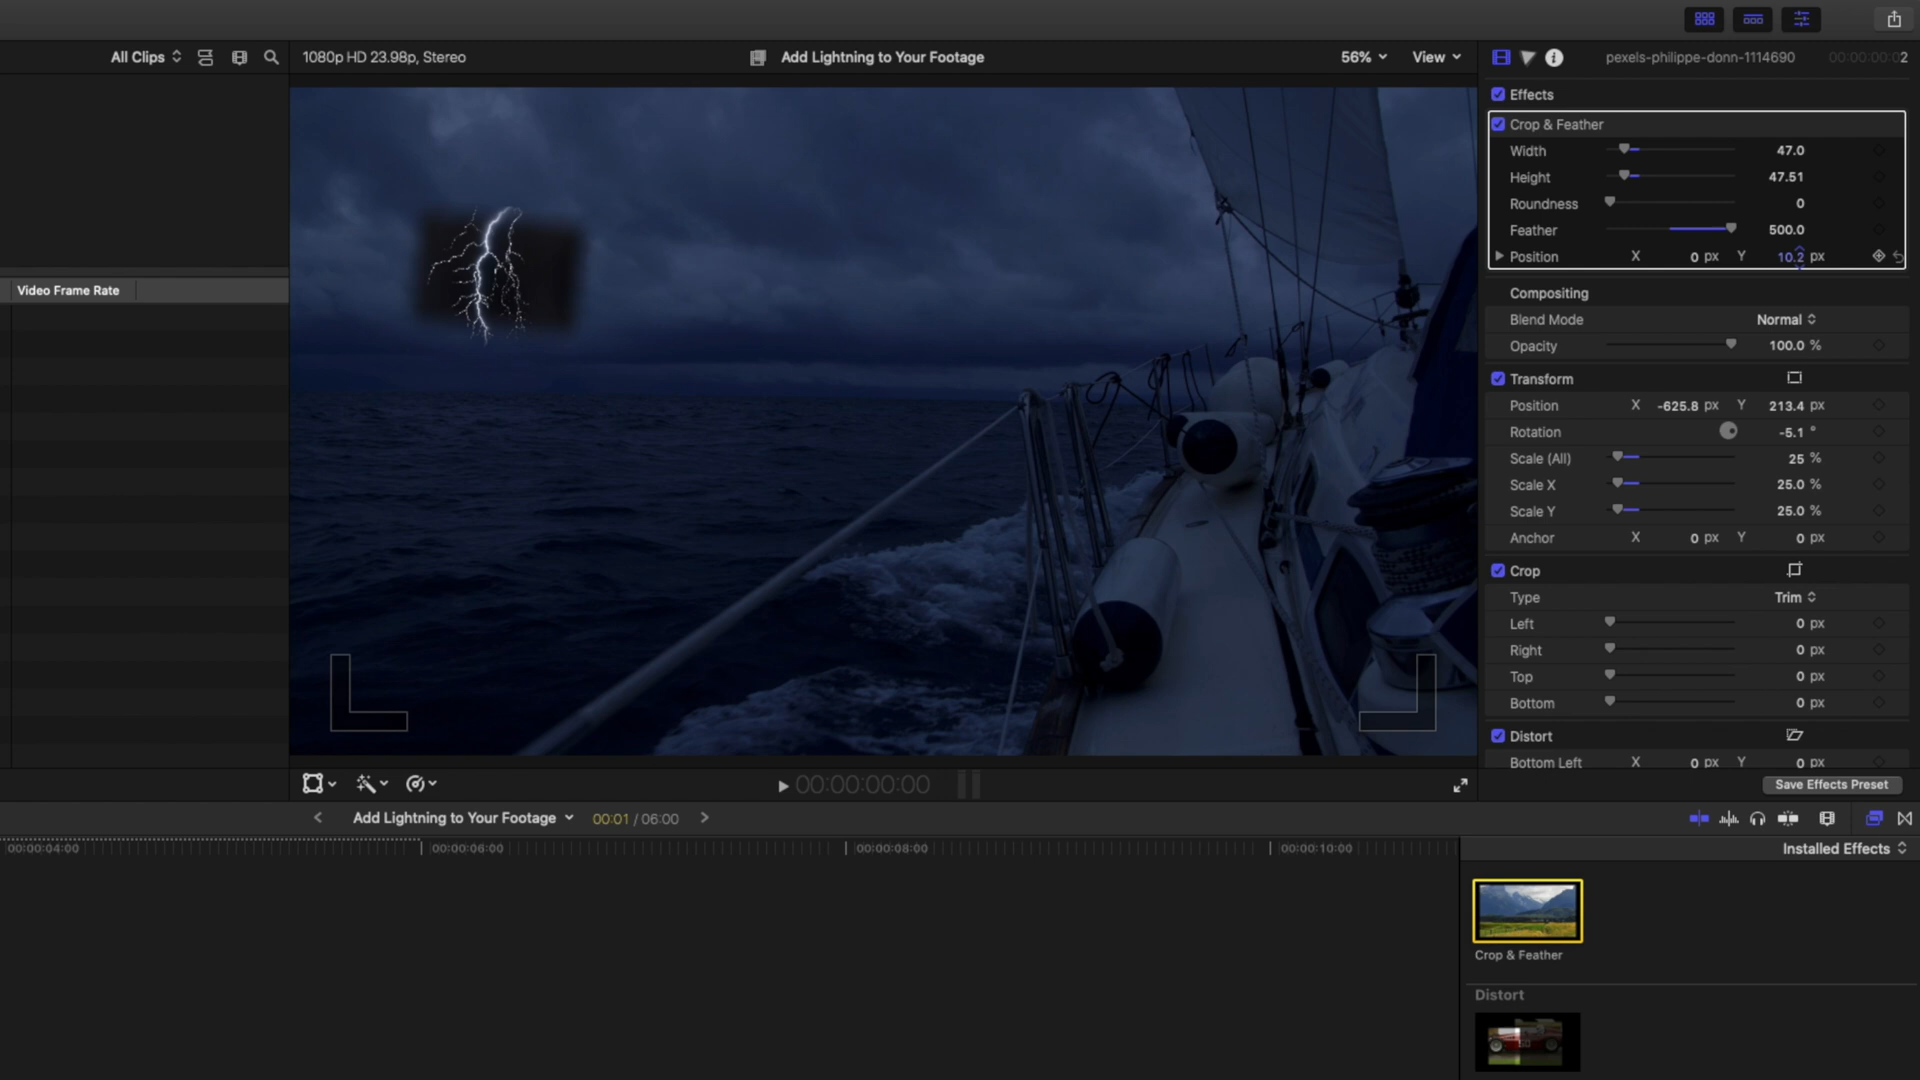 All Clips
1080p HD 23.98p, Stereo
Add Lightning to Your Footage
56%
View
pexels-philippe-donn-1114690
00:00:00:02
Video Frame Rate
Effects
Crop & Feather
Width 47.0
Height 47.51
Roundness 0
Feather 500.0
Position X 0 px Y 10.2 px
Compositing
Blend Mode Normal
Opacity 100.0 %
Transform
Position X -625.8 px Y 213.4 px
Rotation -5.1 °
Scale (All) 25 %
Scale X 25.0 %
Scale Y 25.0 %
Anchor X 0 px Y 0 px
Crop
Type Trim
Left 0 px
Right 0 px
Top 0 px
Bottom 0 px
Distort
Bottom Left X 0 px Y 0 px
Save Effects Preset
00:00:00:00
Add Lightning to Your Footage
00:01 / 06:00
00:00:04:00
00:00:06:00
00:00:08:00
00:00:10:00
Installed Effects
Crop & Feather
Distort